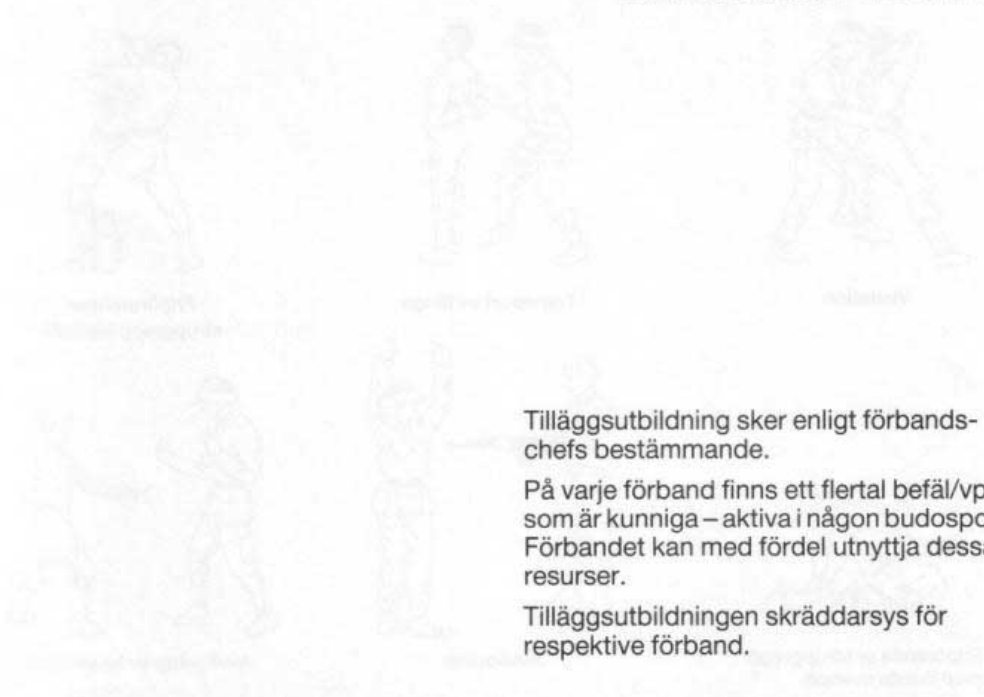 Tilläggsutbildning sker enligt förbands-
chefs bestämmande.
På varje förband finns ett flertal befäl/vp
som är kunniga – aktiva i någon budospo
Förbandet kan med fördel utnyttja dessa
resurser.
Tilläggsutbildningen skräddarsys för
respektive förband.